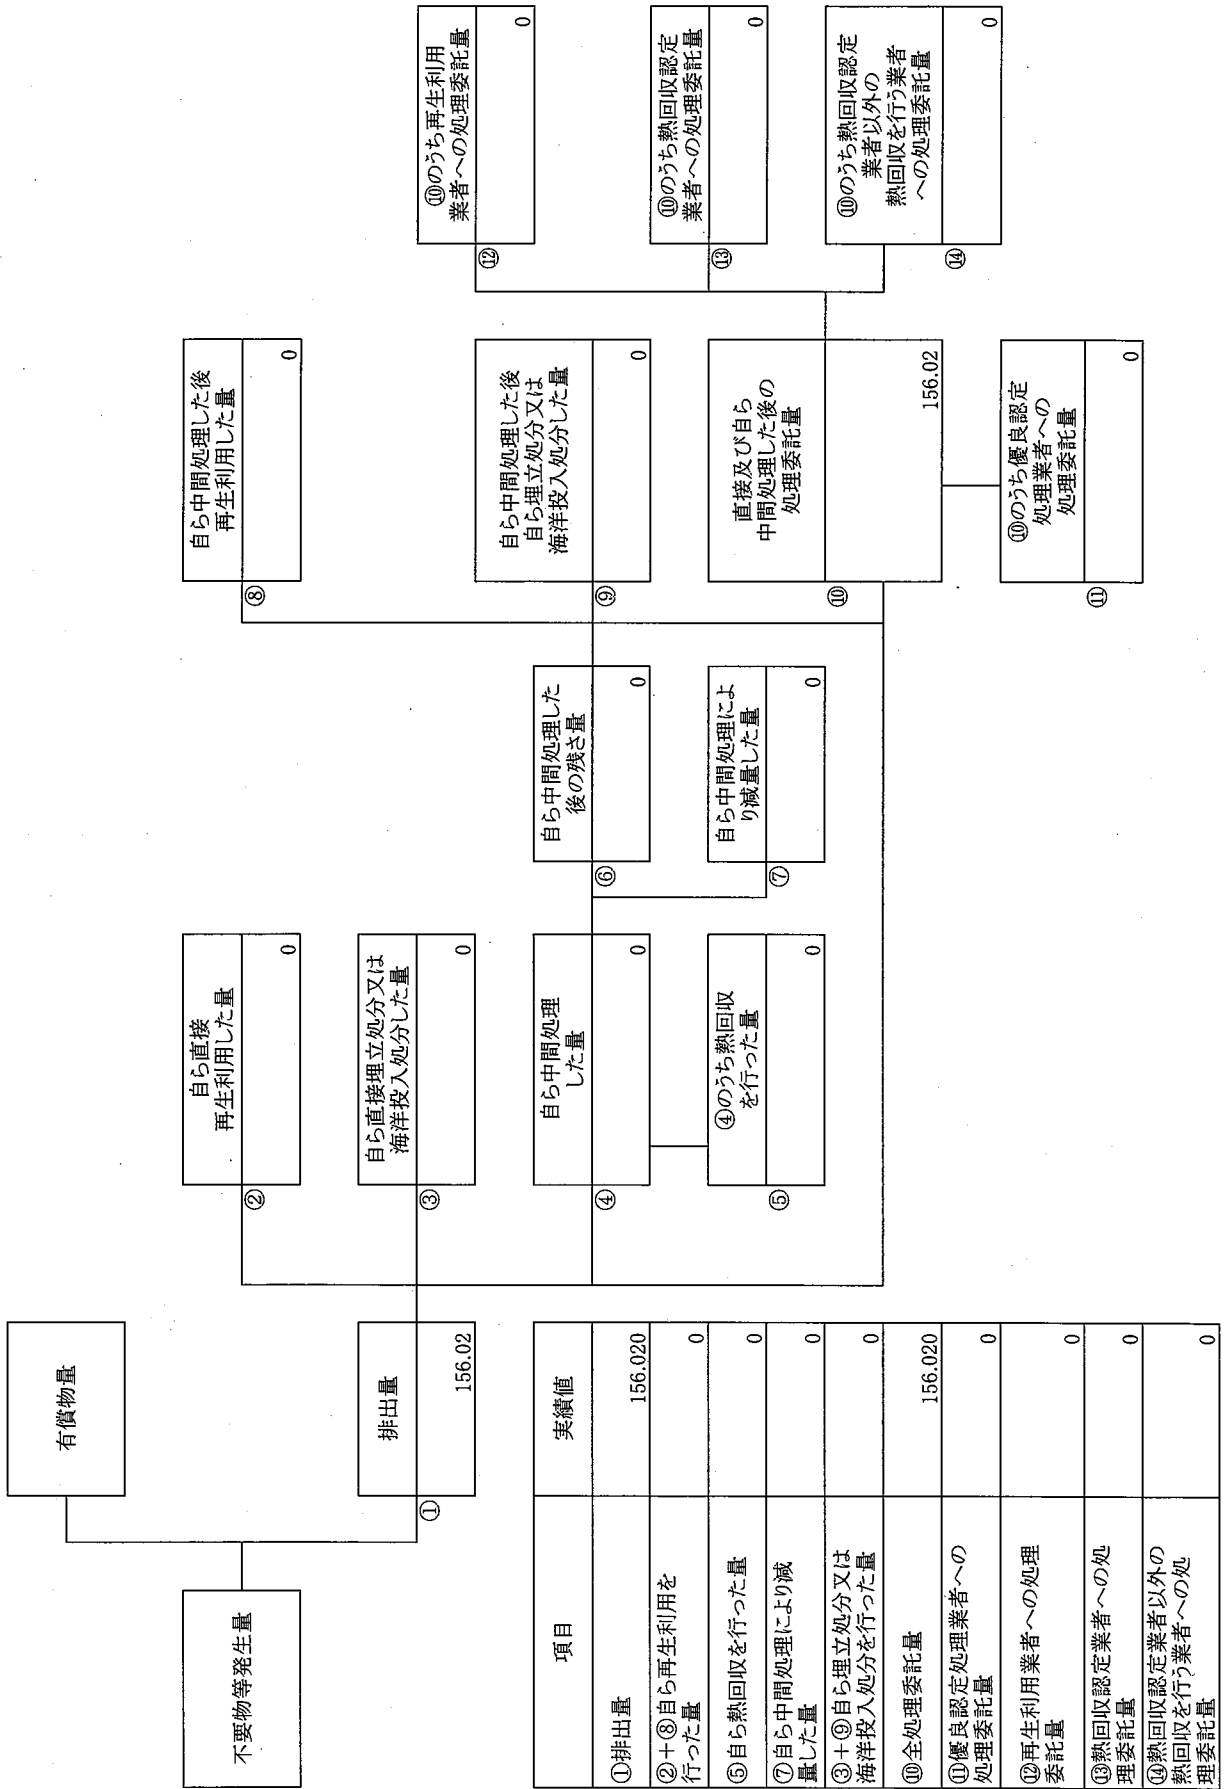 不要物等発生量
有償物量
排出量
①
156.02
自ら直接
再生利用した量
②
0
自ら直接埋立処分又は
海洋投入処分した量
③
0
自ら中間処理
した量
④
0
④のうち熱回収
を行った量
⑤
0
自ら中間処理した
後の残さ量
⑥
0
自ら中間処理によ
り減量した量
⑦
0
自ら中間処理した後
再生利用した量
⑧
0
自ら中間処理した後
自ら埋立処分又は
海洋投入処分した量
⑨
0
直接及び自ら
中間処理した後の
処理委託量
⑩
156.02
⑩のうち優良認定
処理業者への
処理委託量
⑪
0
⑩のうち再生利用
業者への処理委託量
⑫
0
⑩のうち熱回収認定
業者への処理委託量
⑬
0
⑩のうち熱回収認定
業者以外の
熱回収を行う業者
への処理委託量
⑭
0
項目 実績値
①排出量 156.020
②+⑧自ら再生利用を
行った量 0
⑤自ら熱回収を行った量 0
⑦自ら中間処理により減
量した量 0
③+⑨自ら埋立処分又は
海洋投入処分を行った量 0
⑩全処理委託量 156.020
⑪優良認定処理業者への
処理委託量 0
⑫再生利用業者への処理
委託量 0
⑬熱回収認定業者への処
理委託量 0
⑭熱回収認定業者以外の
熱回収を行う業者への処
理委託量 0